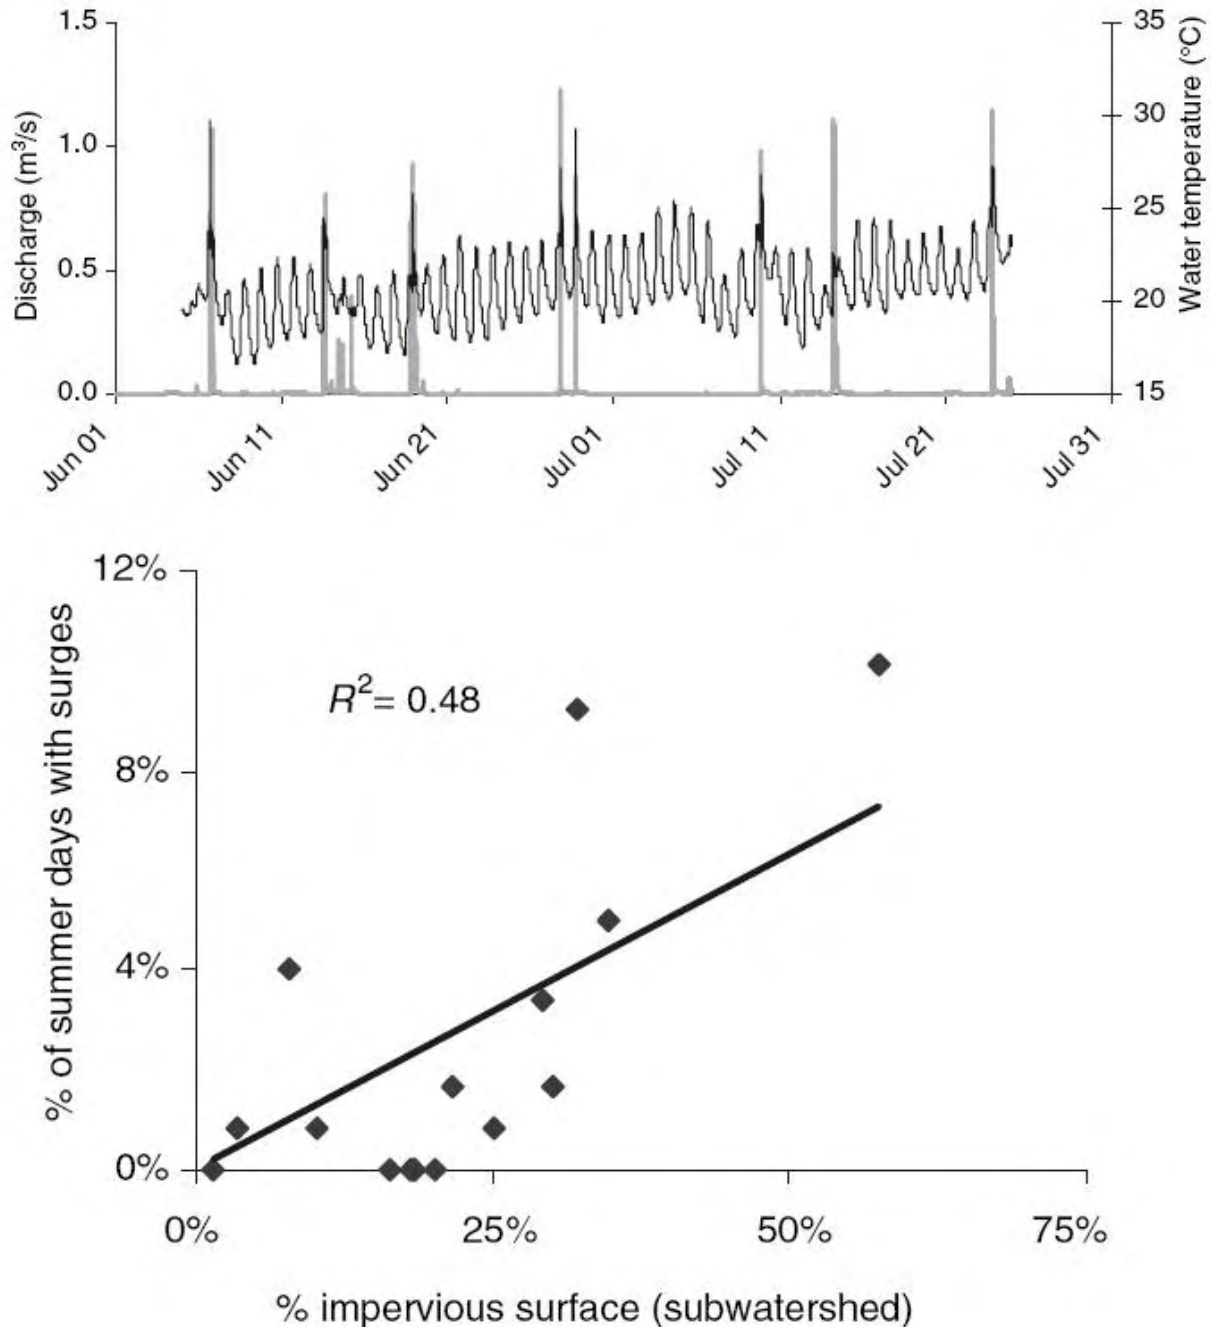 1.5
1.0
0.5
0.0
Discharge (m³/s)
35
30
25
20
15
Water temperature (°C)
Jun 01
Jun 11
Jun 21
Jul 01
Jul 11
Jul 21
Jul 31
12%
8%
4%
0%
% of summer days with surges
R²= 0.48
0%
25%
50%
75%
% impervious surface (subwatershed)